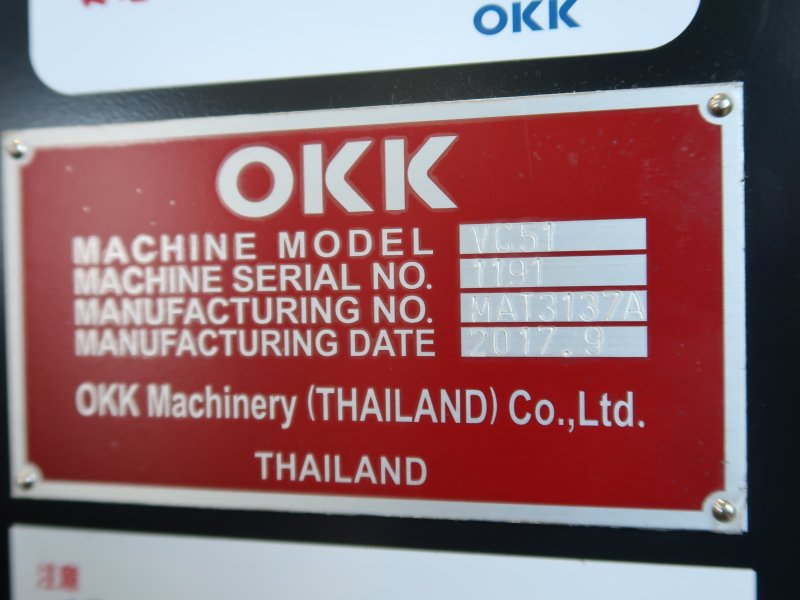 OKK
OKK
MACHINE MODEL VC51
MACHINE SERIAL NO. 1191
MANUFACTURING NO. MAT3137A
MANUFACTURING DATE 2017.9
OKK Machinery (THAILAND) Co.,Ltd.
THAILAND
注意